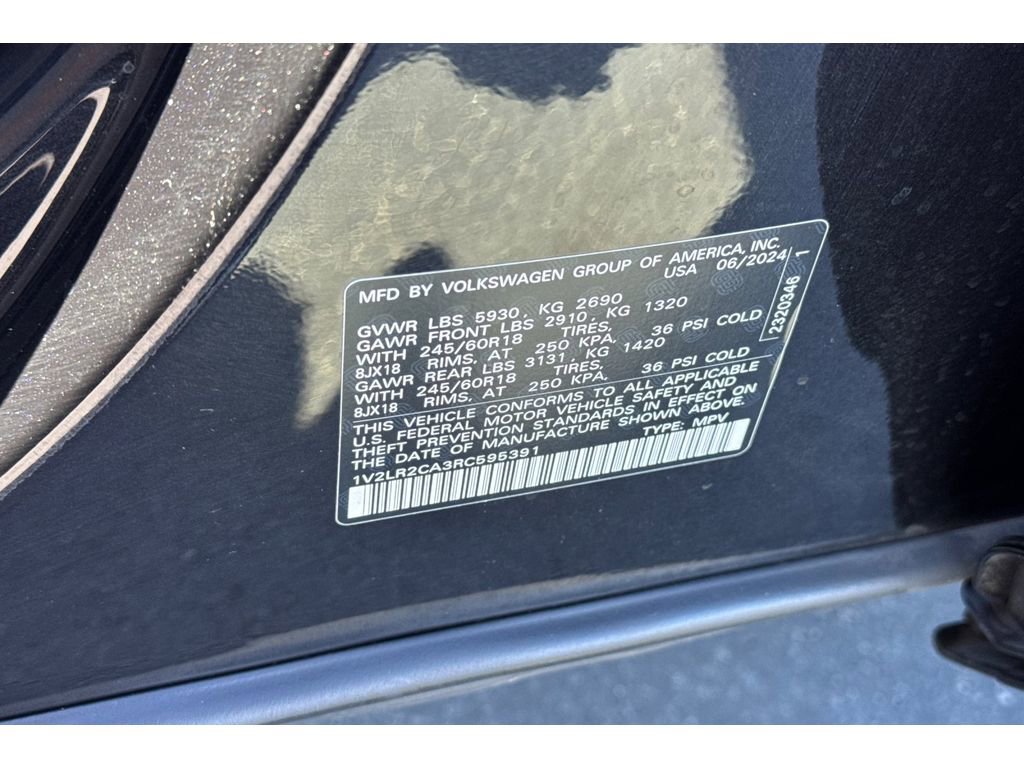 MFD BY VOLKSWAGEN GROUP OF AMERICA, INC.
USA 06/2024
GVWR LBS 5930, KG 2690
GAWR FRONT LBS 2910, KG 1320
WITH 245/60R18 TIRES,
8JX18 RIMS, AT 250 KPA, 36 PSI COLD
GAWR REAR LBS 3131, KG 1420
WITH 245/60R18 TIRES,
8JX18 RIMS, AT 250 KPA, 36 PSI COLD
THIS VEHICLE CONFORMS TO ALL APPLICABLE
U.S. FEDERAL MOTOR VEHICLE SAFETY AND
THEFT PREVENTION STANDARDS IN EFFECT ON
THE DATE OF MANUFACTURE SHOWN ABOVE.
1V2LR2CA3RC595391 TYPE: MPV
2320346 1